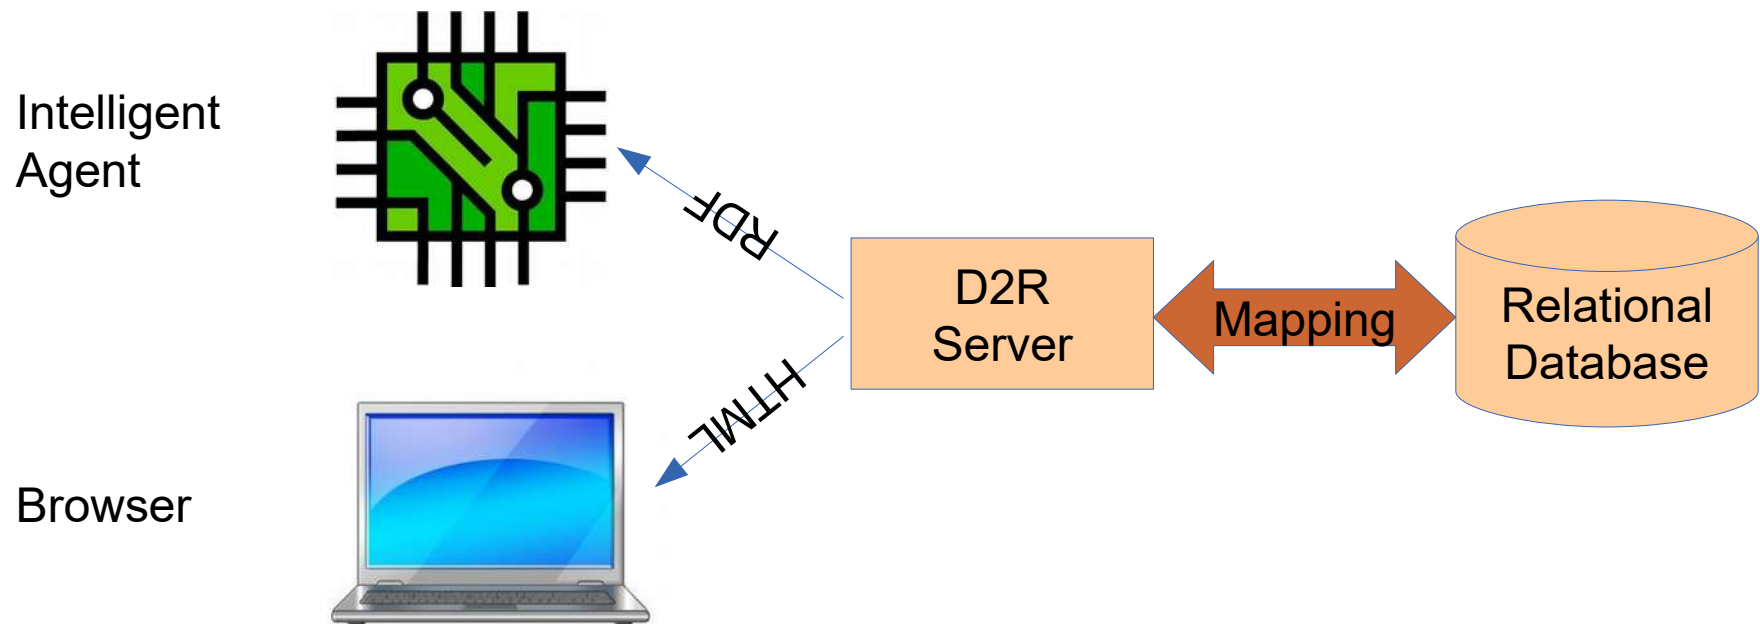 Intelligent
Agent
RDF
D2R
Server
Mapping
Relational
Database
HTML
Browser